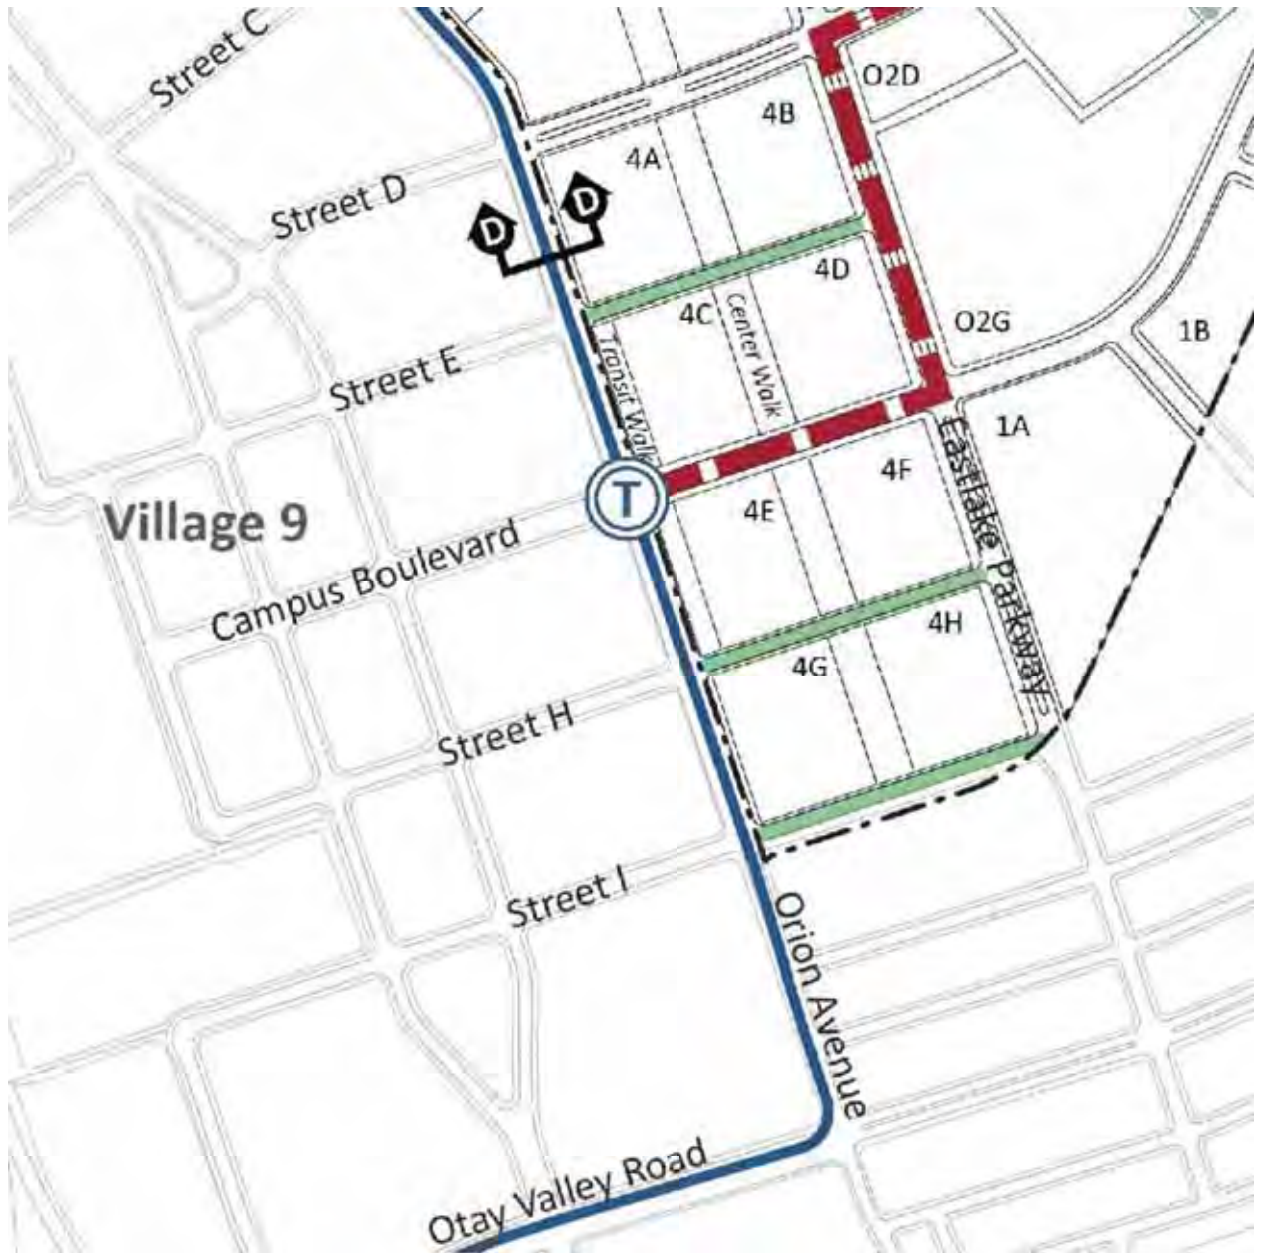 Street C
O2D
4B
4A
Street D
D
D
4D
4C
Center Walk
O2G
1B
Transit Walk
Street E
1A
Eastlake Parkway
4F
T
4E
Village 9
Campus Boulevard
4H
4G
Street H
Street I
Orion Avenue
Otay Valley Road